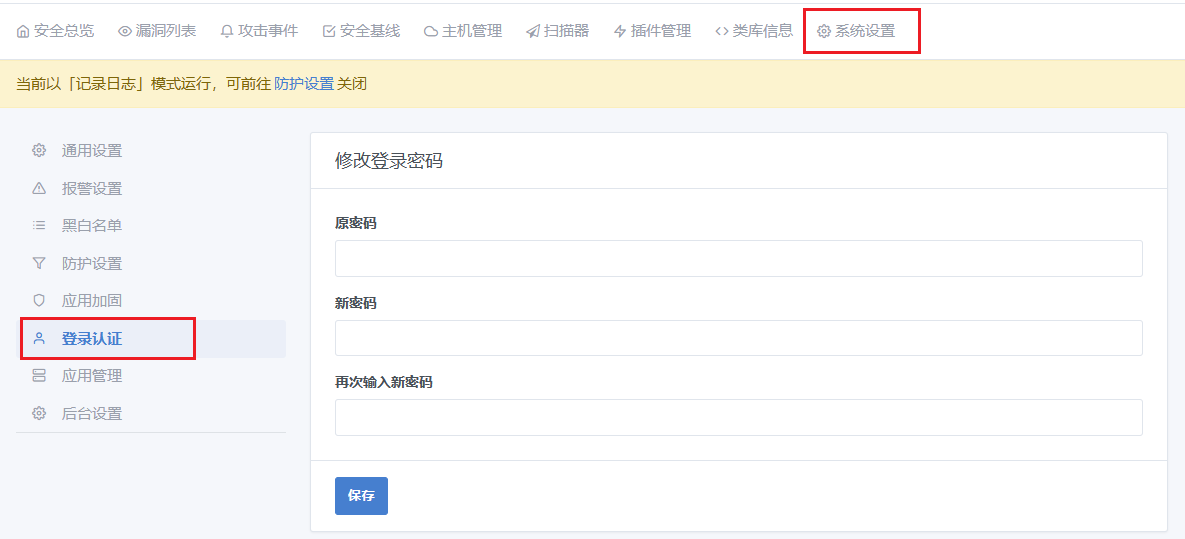 安全总览 漏洞列表 攻击事件 安全基线 主机管理 扫描器 插件管理 类库信息 系统设置
当前以「记录日志」模式运行，可前往 防护设置 关闭
通用设置
报警设置
黑白名单
防护设置
应用加固
登录认证
应用管理
后台设置
修改登录密码
原密码
新密码
再次输入新密码
保存